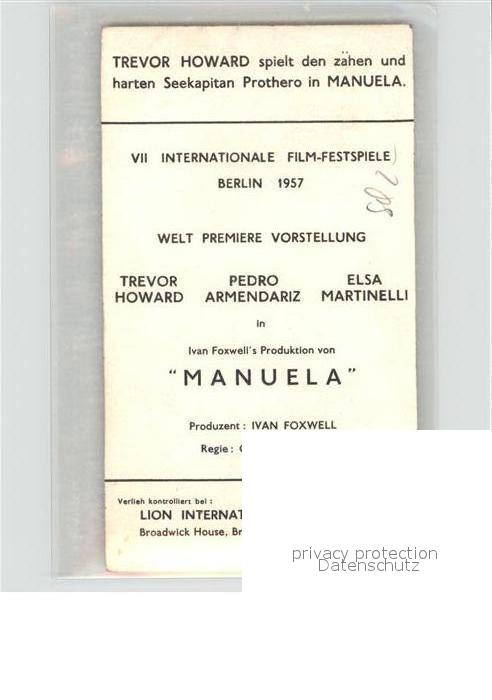 TREVOR HOWARD spielt den zähen und
harten Seekapitan Prothero in MANUELA.
VII INTERNATIONALE FILM-FESTSPIELE
BERLIN 1957
WELT PREMIERE VORSTELLUNG
TREVOR HOWARD PEDRO ARMENDARIZ ELSA MARTINELLI
in
Ivan Foxwell's Produktion von
"MANUELA"
Produzent: IVAN FOXWELL
Regie:
Verleih kontrolliert bei:
LION
Broadwick House,
privacy protection
Datenschutz